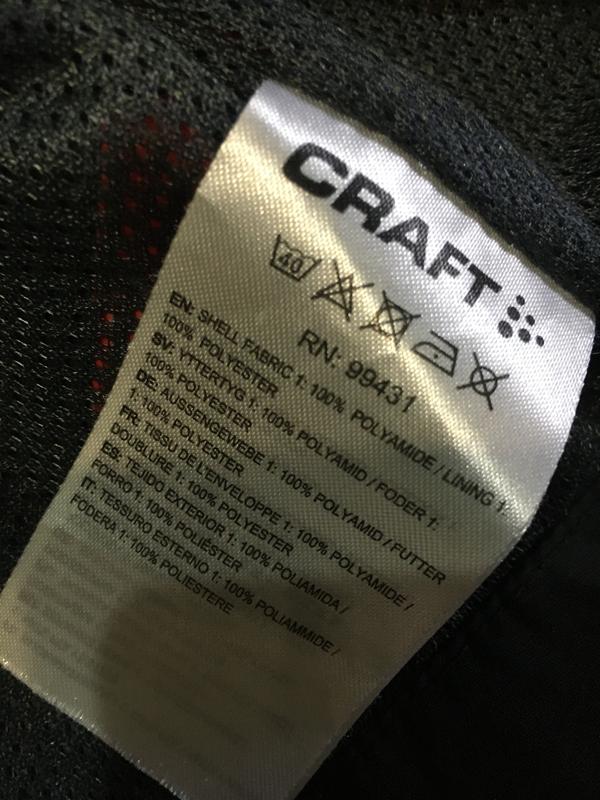 CRAFT
40
RN: 99431
EN: SHELL FABRIC 1: 100% POLYAMIDE / LINING 1:
100% POLYESTER
SV: YTTERTYG 1: 100% POLYAMID / FODER 1:
100% POLYESTER
DE: AUSSENGEWEBE 1: 100% POLYAMID / FUTTER
1: 100% POLYESTER
FR: TISSU DE L'ENVELOPPE 1: 100% POLYAMIDE /
DOUBLURE 1: 100% POLYESTER
ES: TEJIDO EXTERIOR 1: 100% POLIAMIDA /
FORRO 1: 100% POLIÉSTER
IT: TESSURO ESTERNO 1: 100% POLIAMMIDE /
FODERA 1: 100% POLIESTERE